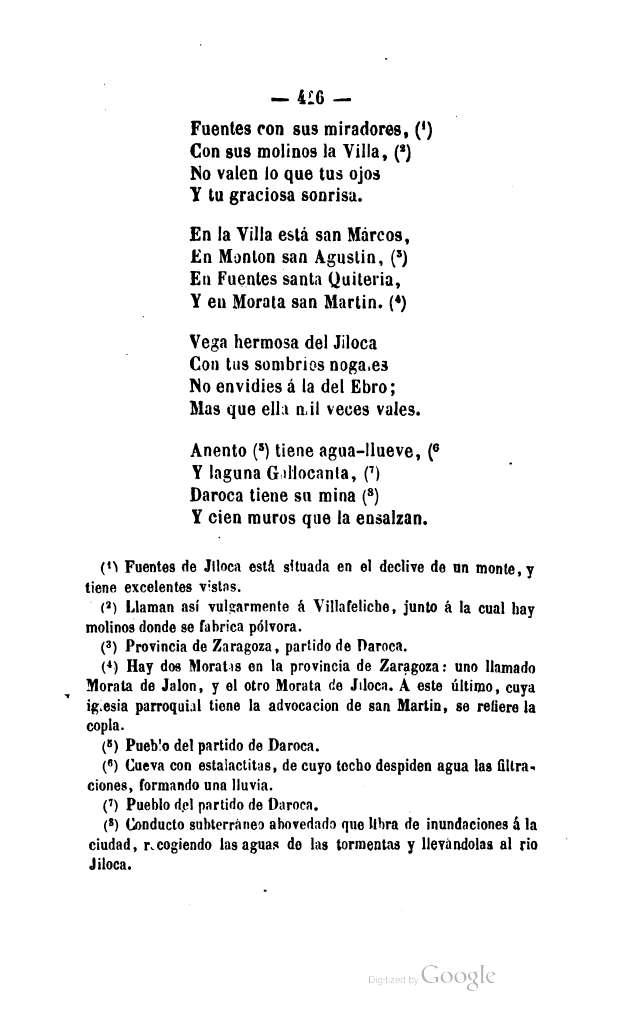 — 426 —
Fuentes con sus miradores, (¹)
Con sus molinos la Villa, (²)
No valen lo que tus ojos
Y tu graciosa sonrisa.
En la Villa está san Márcos,
En Monton san Agustin, (³)
En Fuentes santa Quiteria,
Y en Morata san Martin. (⁴)
Vega hermosa del Jiloca
Con tus sombrios nogales
No envidies á la del Ebro;
Mas que ella mil veces vales.
Anento (⁵) tiene agua-llueve, (⁶
Y laguna Gallocanta, (⁷)
Daroca tiene su mina (⁸)
Y cien muros que la ensalzan.
(¹) Fuentes de Jiloca está situada en el declive de un monte, y
tiene excelentes vistas.
(²) Llaman así vulgarmente á Villafeliche, junto á la cual hay
molinos donde se fabrica pólvora.
(³) Provincia de Zaragoza, partido de Daroca.
(⁴) Hay dos Moratas en la provincia de Zaragoza: uno llamado
Morata de Jalon, y el otro Morata de Jiloca. A este último, cuya
iglesia parroquial tiene la advocacion de san Martin, se refiere la
copla.
(⁵) Pueblo del partido de Daroca.
(⁶) Cueva con estalactitas, de cuyo techo despiden agua las filtra-
ciones, formando una lluvia.
(⁷) Pueblo del partido de Daroca.
(⁸) Conducto subterráneo abovedado que libra de inundaciones á la
ciudad, recogiendo las aguas de las tormentas y llevándolas al rio
Jiloca.
Digitized by Google